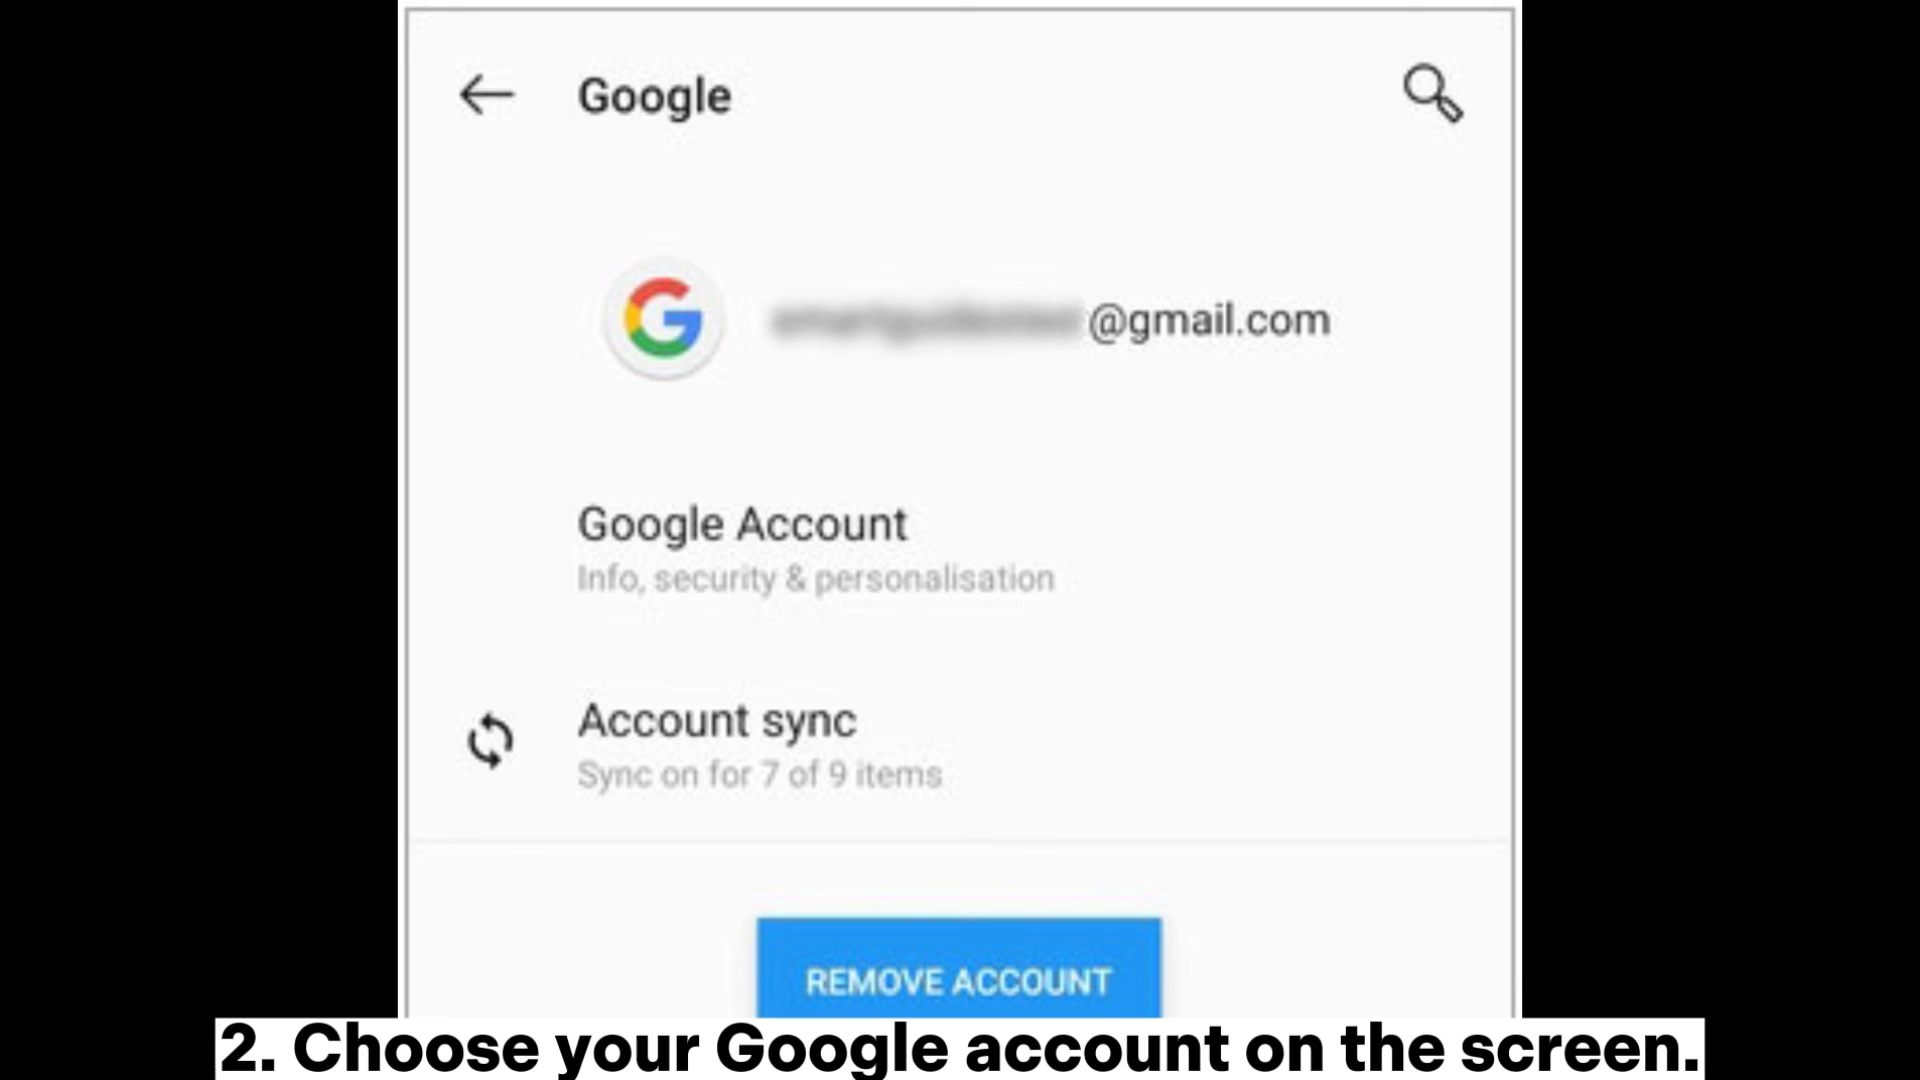 Google
@gmail.com
Google Account
Info, security & personalisation
Account sync
Sync on for 7 of 9 items
REMOVE ACCOUNT
2. Choose your Google account on the screen.